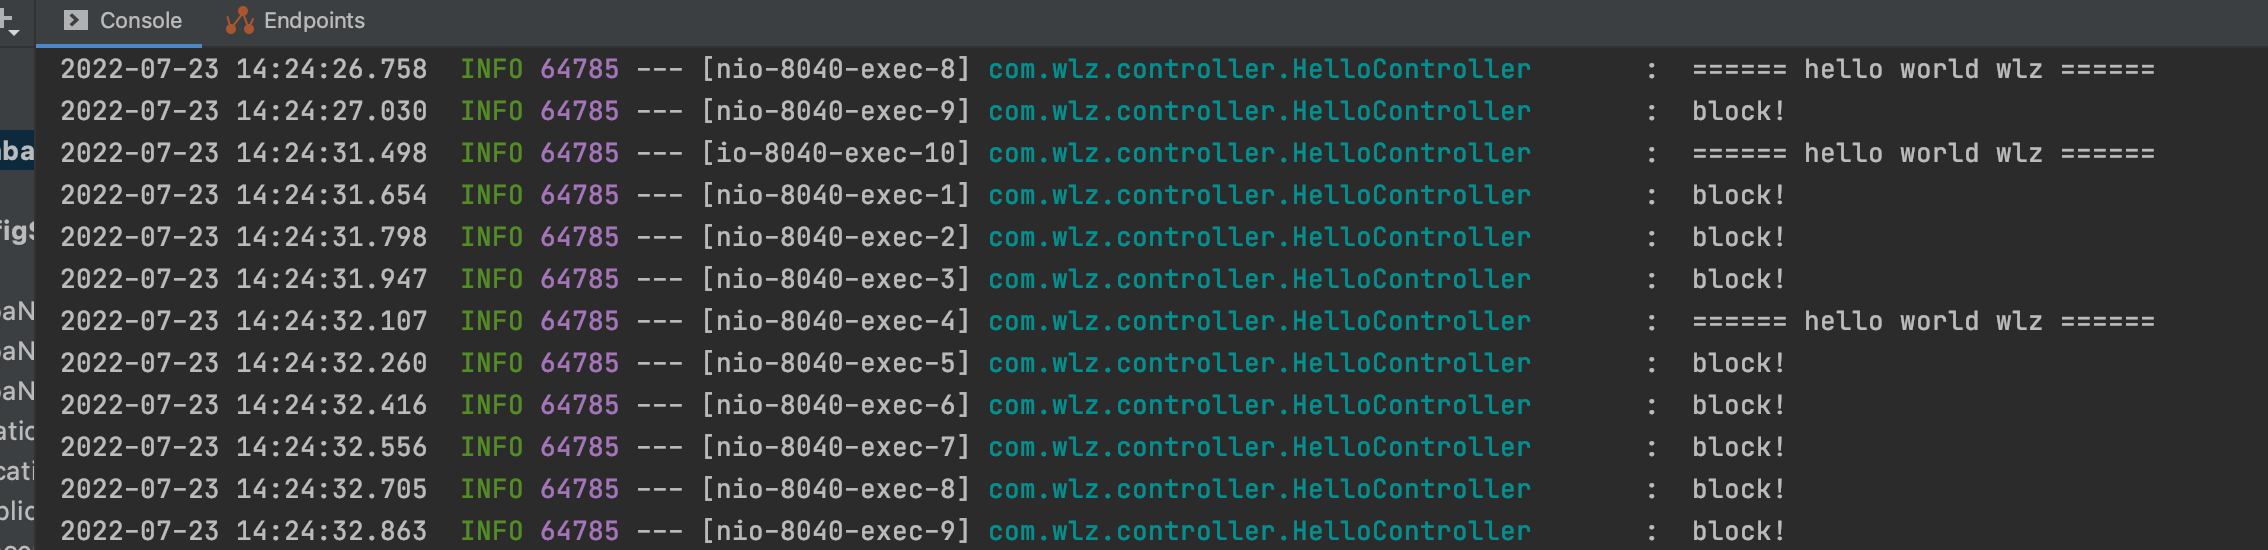 Console Endpoints
2022-07-23 14:24:26.758 INFO 64785 --- [nio-8040-exec-8] com.wlz.controller.HelloController : ====== hello world wlz ======
2022-07-23 14:24:27.030 INFO 64785 --- [nio-8040-exec-9] com.wlz.controller.HelloController : block!
2022-07-23 14:24:31.498 INFO 64785 --- [io-8040-exec-10] com.wlz.controller.HelloController : ====== hello world wlz ======
2022-07-23 14:24:31.654 INFO 64785 --- [nio-8040-exec-1] com.wlz.controller.HelloController : block!
2022-07-23 14:24:31.798 INFO 64785 --- [nio-8040-exec-2] com.wlz.controller.HelloController : block!
2022-07-23 14:24:31.947 INFO 64785 --- [nio-8040-exec-3] com.wlz.controller.HelloController : block!
2022-07-23 14:24:32.107 INFO 64785 --- [nio-8040-exec-4] com.wlz.controller.HelloController : ====== hello world wlz ======
2022-07-23 14:24:32.260 INFO 64785 --- [nio-8040-exec-5] com.wlz.controller.HelloController : block!
2022-07-23 14:24:32.416 INFO 64785 --- [nio-8040-exec-6] com.wlz.controller.HelloController : block!
2022-07-23 14:24:32.556 INFO 64785 --- [nio-8040-exec-7] com.wlz.controller.HelloController : block!
2022-07-23 14:24:32.705 INFO 64785 --- [nio-8040-exec-8] com.wlz.controller.HelloController : block!
2022-07-23 14:24:32.863 INFO 64785 --- [nio-8040-exec-9] com.wlz.controller.HelloController : block!